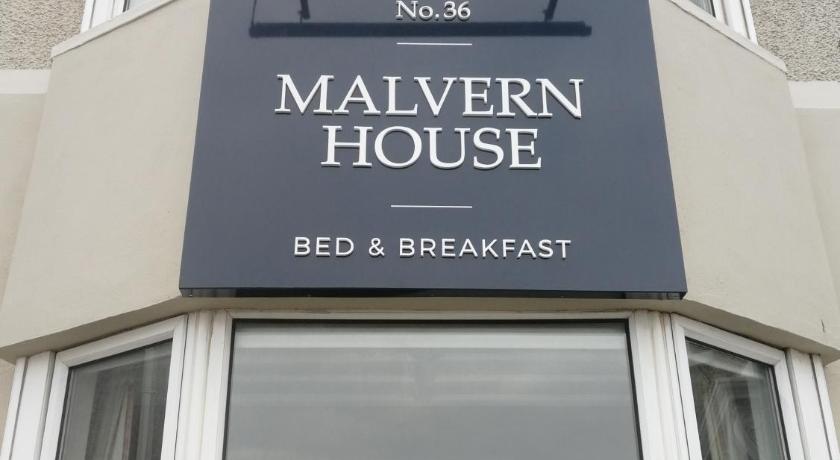 No.36
MALVERN
HOUSE
BED & BREAKFAST